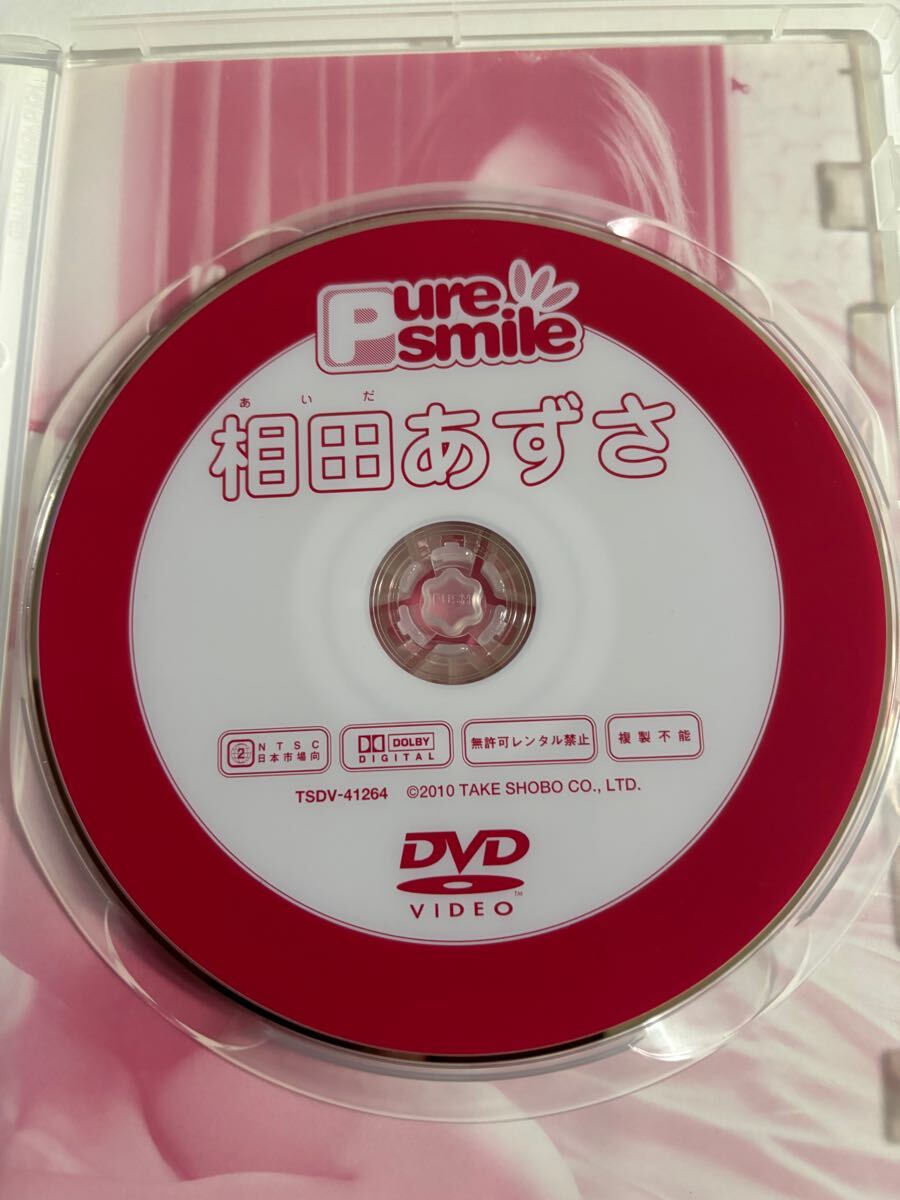 Pure smile
あいだ
相田あずさ
PUSH
2 NTSC 日本市場向
DOLBY DIGITAL
無許可レンタル禁止
複製不能
TSDV-41264 ©2010 TAKE SHOBO CO., LTD.
DVD
VIDEO
TM